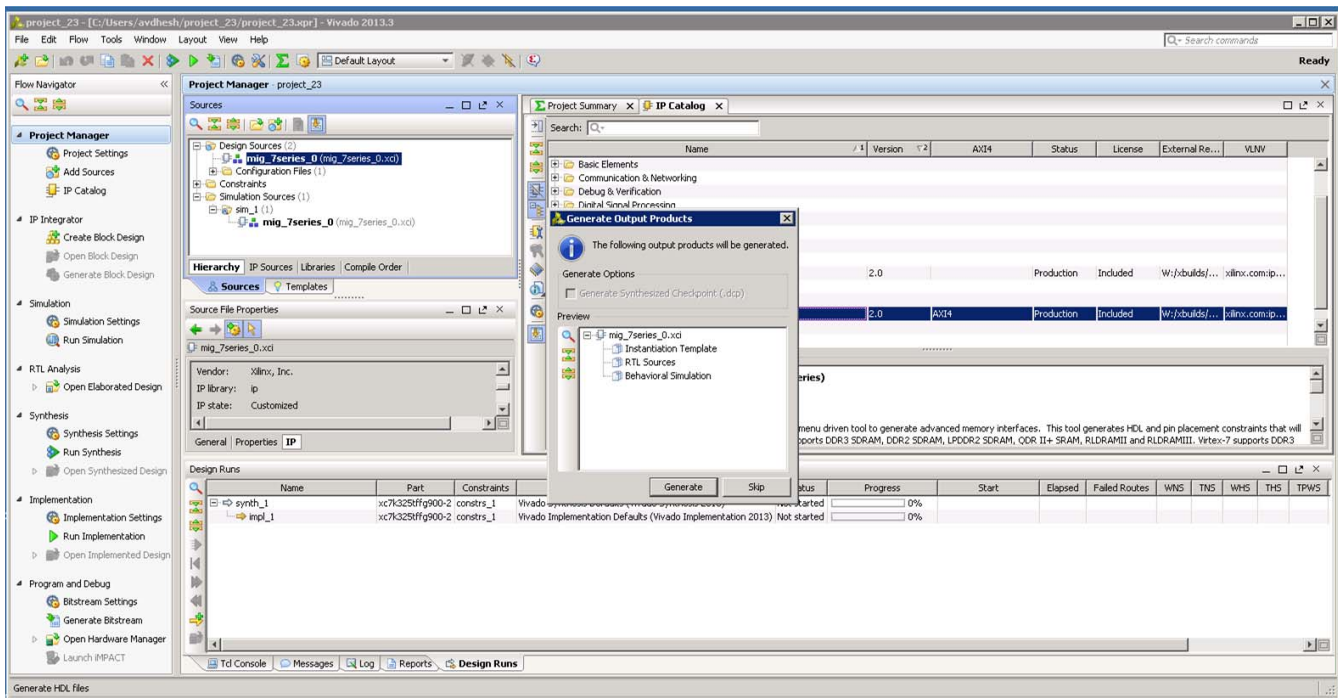 project_23 - [C:/Users/avdhesh/project_23/project_23.xpr] - Vivado 2013.3
File Edit Flow Tools Window Layout View Help
Search commands
Default Layout
Ready
Flow Navigator
Project Manager
Project Settings
Add Sources
IP Catalog
IP Integrator
Create Block Design
Open Block Design
Generate Block Design
Simulation
Simulation Settings
Run Simulation
RTL Analysis
Open Elaborated Design
Synthesis
Synthesis Settings
Run Synthesis
Open Synthesized Design
Implementation
Implementation Settings
Run Implementation
Open Implemented Design
Program and Debug
Bitstream Settings
Generate Bitstream
Open Hardware Manager
Launch iMPACT
Project Manager - project_23
Sources
Design Sources (2)
mig_7series_0 (mig_7series_0.xci)
Configuration Files (1)
Constraints
Simulation Sources (1)
sim_1 (1)
mig_7series_0 (mig_7series_0.xci)
Hierarchy IP Sources Libraries Compile Order
Sources Templates
Source File Properties
mig_7series_0.xci
Vendor: Xilinx, Inc.
IP library: ip
IP state: Customized
General Properties IP
Project Summary IP Catalog
Search:
Name 1 Version 2 AXI4 Status License External Re... VLNV
Basic Elements
Communication & Networking
Debug & Verification
Digital Signal Processing
2.0 Production Included W:/xbuilds/... xilinx.com:ip...
2.0 AXI4 Production Included W:/xbuilds/... xilinx.com:ip...
eries)
menu driven tool to generate advanced memory interfaces. This tool generates HDL and pin placement constraints that will
pports DDR3 SDRAM, DDR2 SDRAM, LPDDR2 SDRAM, QDR II+ SRAM, RLDRAMII and RLDRAMIII. Virtex-7 supports DDR3
Generate Output Products
The following output products will be generated.
Generate Options
Generate Synthesized Checkpoint (.dcp)
Preview
mig_7series_0.xci
Instantiation Template
RTL Sources
Behavioral Simulation
Generate Skip
Design Runs
Name Part Constraints tus Progress Start Elapsed Failed Routes WNS TNS WHS THS TPWS
synth_1 xc7k325tffg900-2 constrs_1 Vivado Synthesis Defaults (Vivado Synthesis 2013) Not started 0%
impl_1 xc7k325tffg900-2 constrs_1 Vivado Implementation Defaults (Vivado Implementation 2013) Not started 0%
Tcl Console Messages Log Reports Design Runs
Generate HDL files